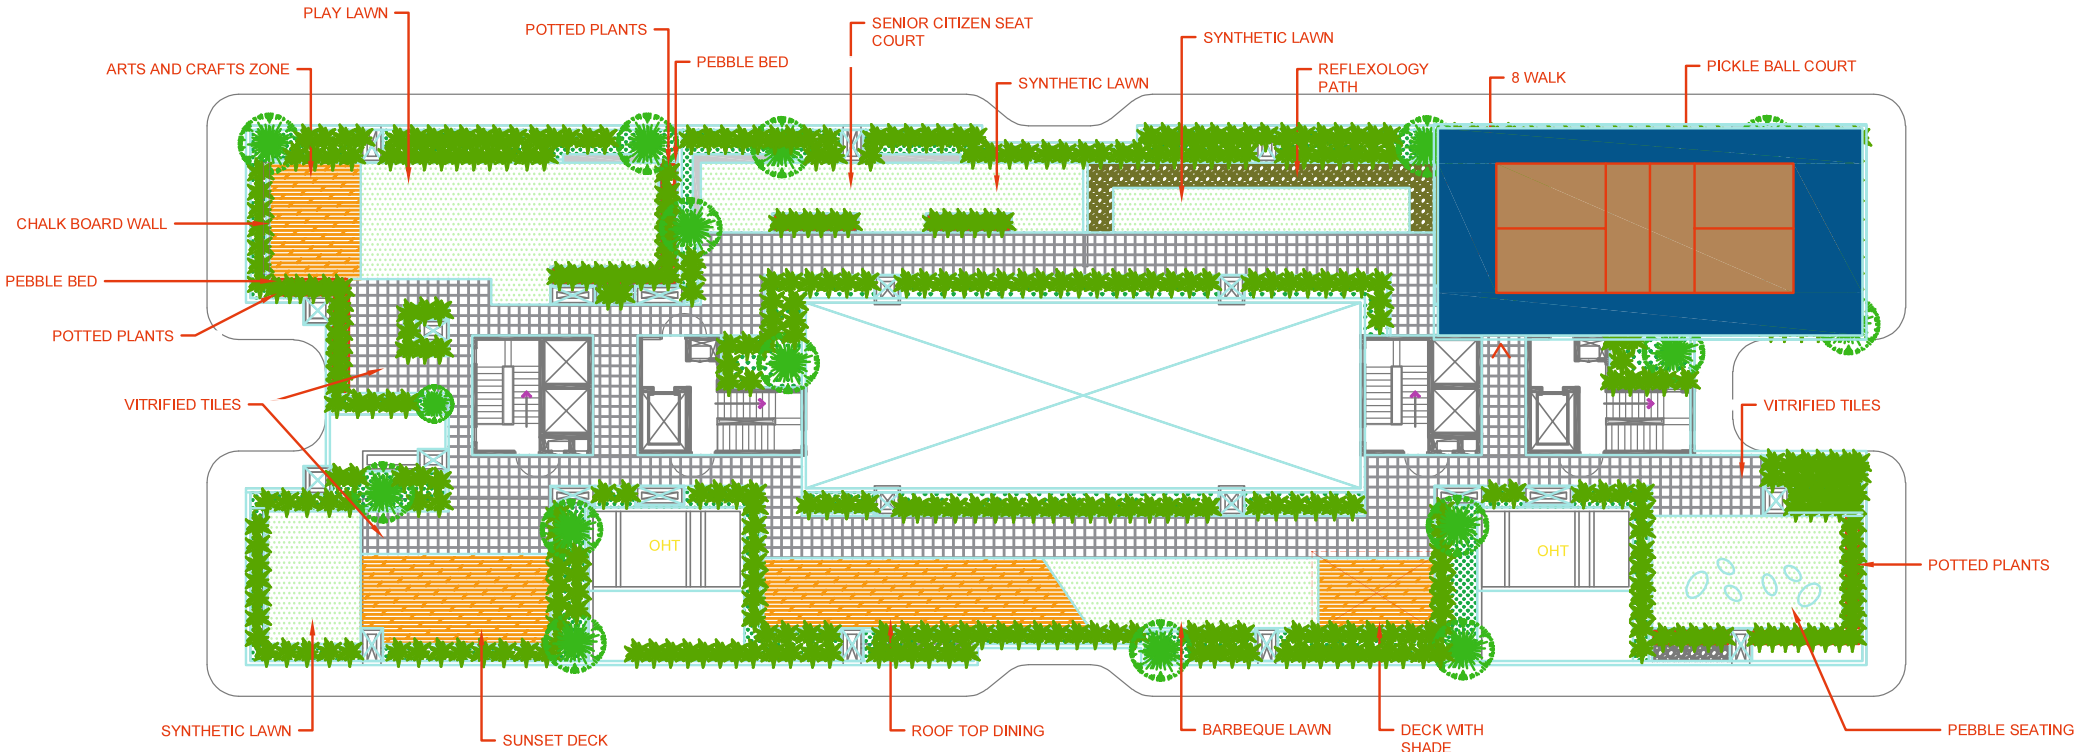 PLAY LAWN
POTTED PLANTS
SENIOR CITIZEN SEAT
COURT
SYNTHETIC LAWN
ARTS AND CRAFTS ZONE
PEBBLE BED
SYNTHETIC LAWN
REFLEXOLOGY
PATH
8 WALK
PICKLE BALL COURT
CHALK BOARD WALL
PEBBLE BED
POTTED PLANTS
VITRIFIED TILES
VITRIFIED TILES
OHT
OHT
POTTED PLANTS
SYNTHETIC LAWN
SUNSET DECK
ROOF TOP DINING
BARBEQUE LAWN
DECK WITH
SHADE
PEBBLE SEATING